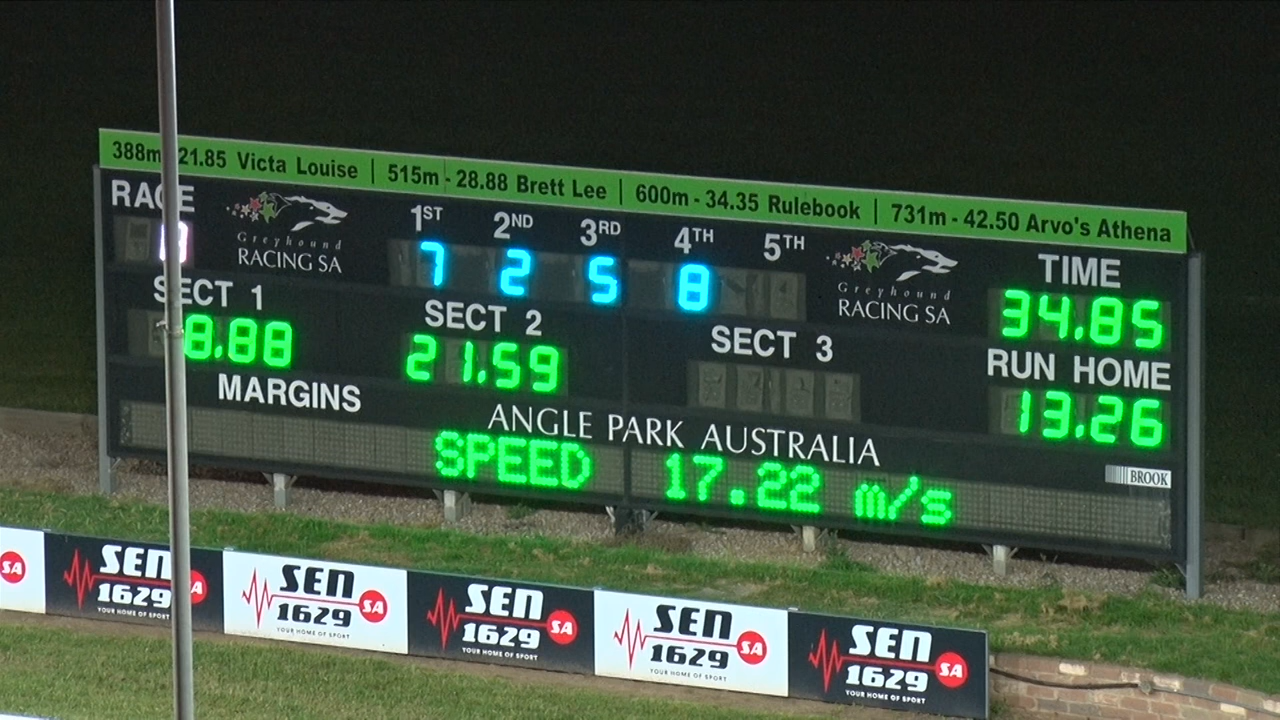 388m 21.85 Victa Louise | 515m - 28.88 Brett Lee | 600m - 34.35 Rulebook | 731m - 42.50 Arvo's Athena
RACE
Greyhound
RACING SA
1ST 2ND 3RD 4TH 5TH
7 2 5 8
Greyhound
RACING SA
TIME
34.85
SECT 1
8.88
SECT 2
21.59
SECT 3
RUN HOME
13.26
MARGINS
ANGLE PARK AUSTRALIA
SPEED 17.22 m/s
BROOK
SA
SEN
1629
YOUR HOME OF SPORT
SEN
1629
SA
YOUR HOME OF SPORT
SEN
1629
SA
YOUR HOME OF SPORT
SEN
1629
SA
YOUR HOME OF SPORT
SEN
1629
SA
YOUR HOME OF SPORT